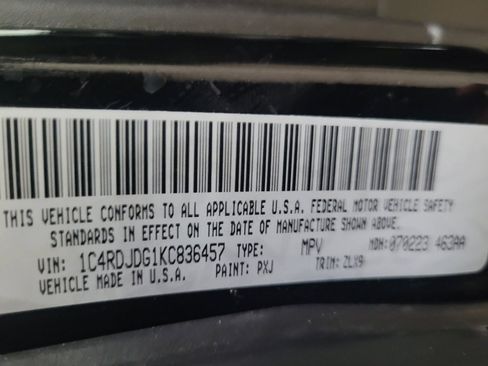 THIS VEHICLE CONFORMS TO ALL APPLICABLE U.S.A. FEDERAL MOTOR VEHICLE SAFETY
STANDARDS IN EFFECT ON THE DATE OF MANUFACTURE SHOWN ABOVE.
VIN: 1C4RDJDG1KC836457 TYPE: MPV MDH: 070223 463AA
VEHICLE MADE IN U.S.A. PAINT: PXJ TRIM: ZLX9